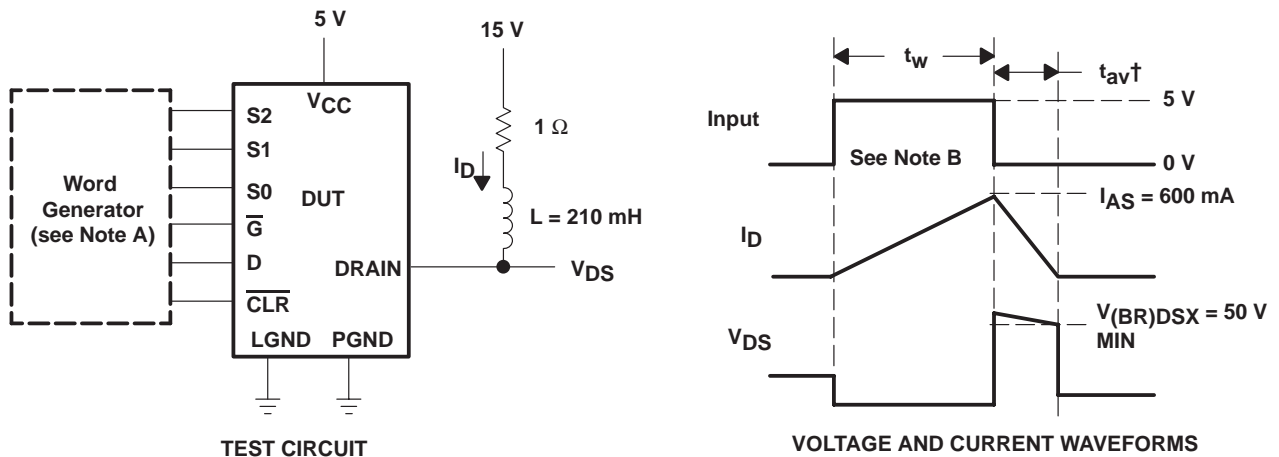 5 V
15 V
VCC
S2
S1
S0
G
D
CLR
DUT
DRAIN
LGND PGND
Word
Generator
(see Note A)
1 Ω
ID
L = 210 mH
VDS
TEST CIRCUIT
tw
tav†
Input
5 V
See Note B
0 V
IAS = 600 mA
ID
V(BR)DSX = 50 V
MIN
VDS
VOLTAGE AND CURRENT WAVEFORMS